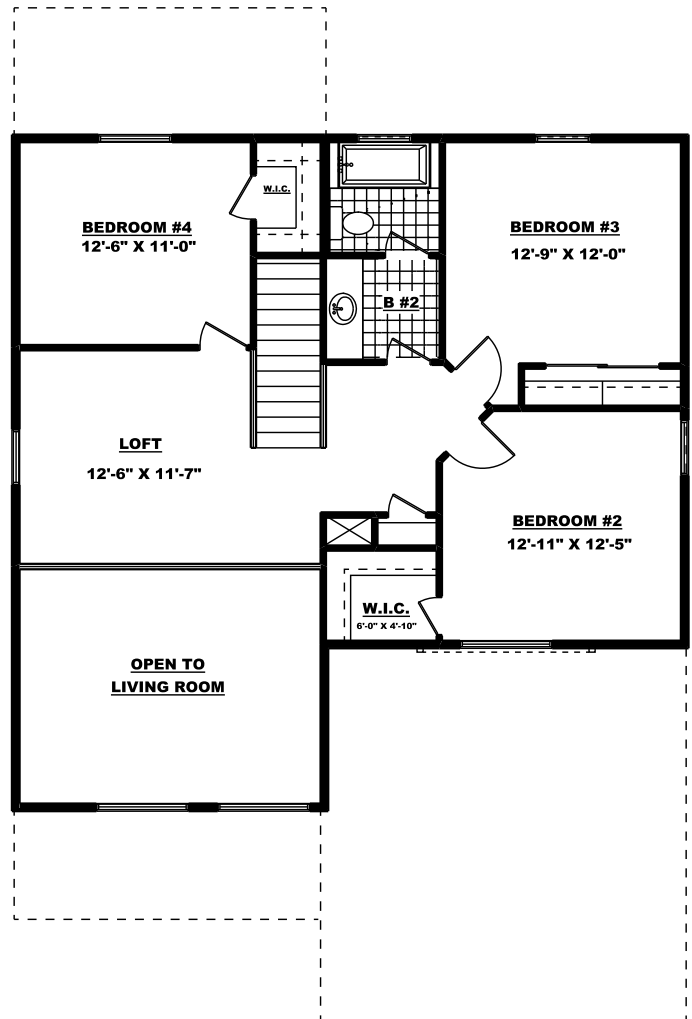 W.I.C.
BEDROOM #4
12'-6" X 11'-0"
BEDROOM #3
12'-9" X 12'-0"
B #2
LOFT
12'-6" X 11'-7"
BEDROOM #2
12'-11" X 12'-5"
W.I.C.
6'-0" X 4'-10"
OPEN TO
LIVING ROOM